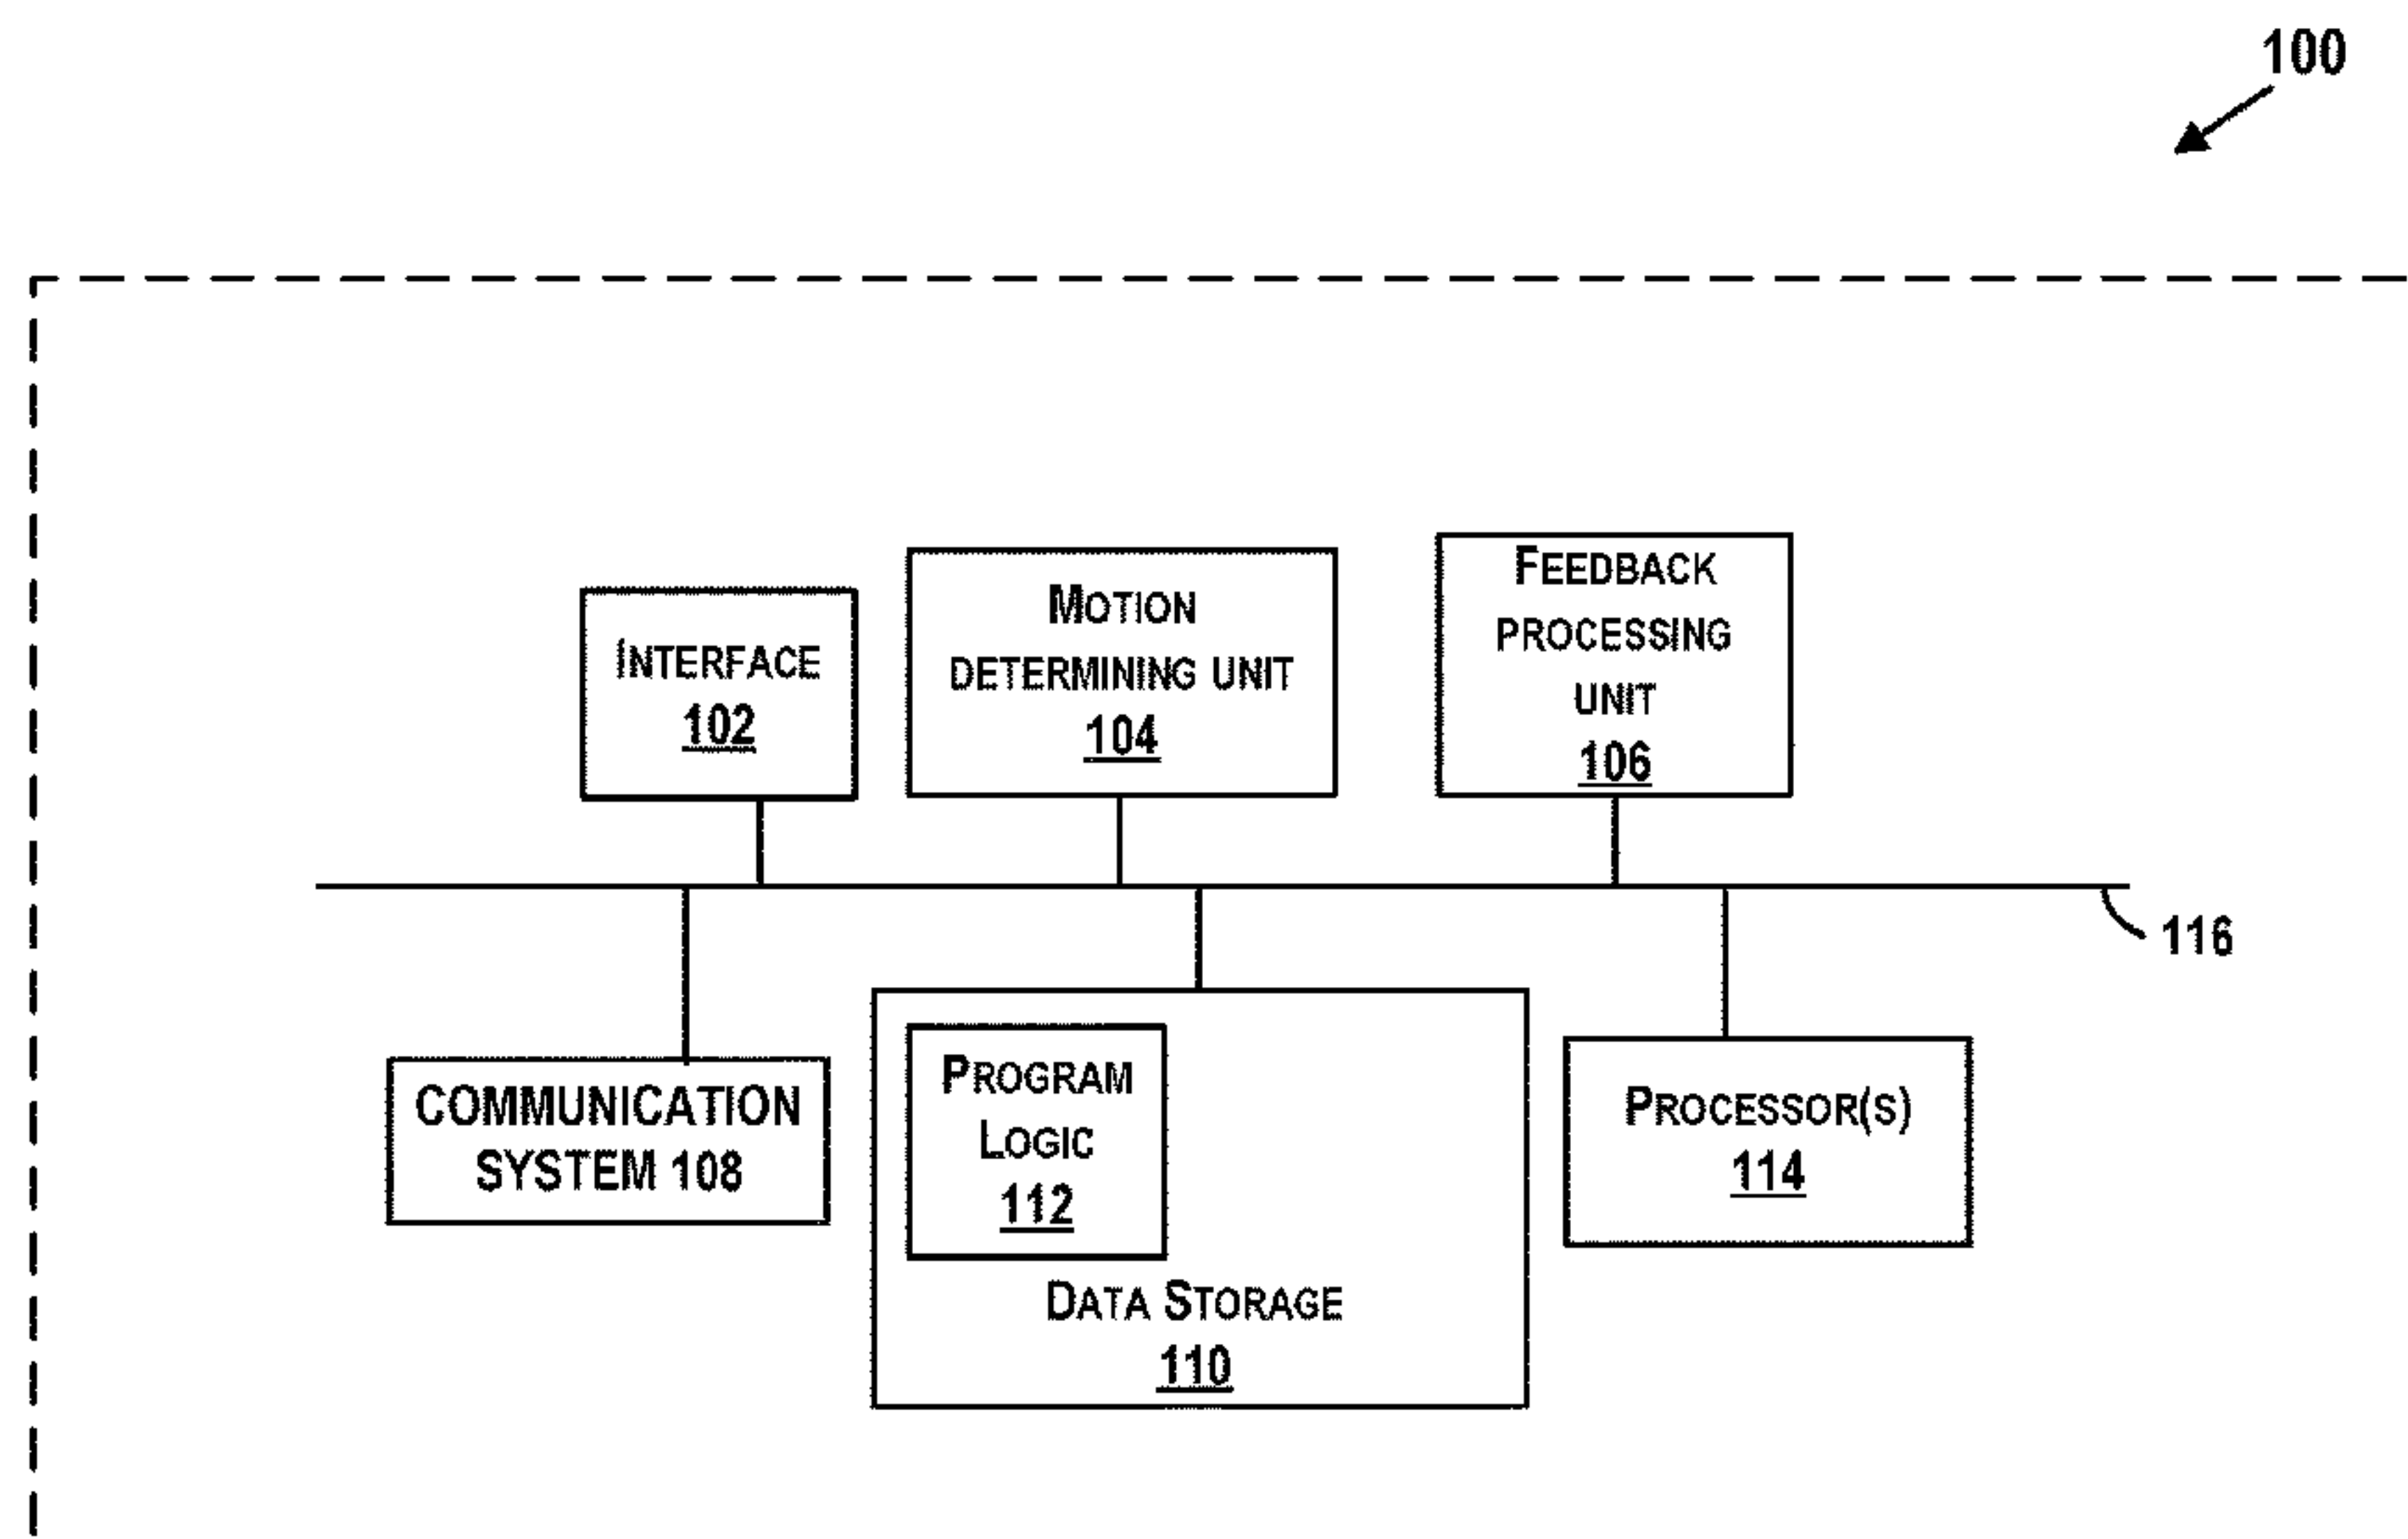 100
INTERFACE
102
MOTION
DETERMINING UNIT
104
FEEDBACK
PROCESSING
UNIT
106
116
COMMUNICATION
SYSTEM 108
PROGRAM
LOGIC
112
DATA STORAGE
110
PROCESSOR(S)
114